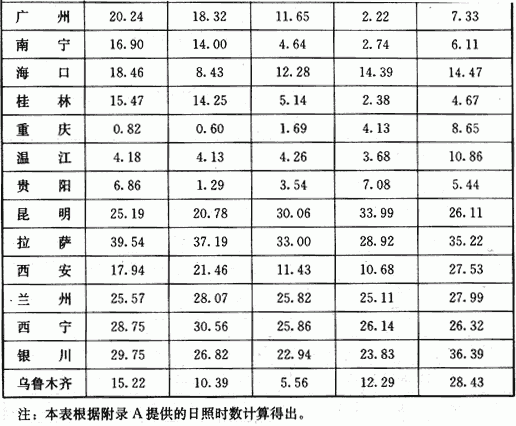 广州 20.24 18.32 11.65 2.22 7.33
南宁 16.90 14.00 4.64 2.74 6.11
海口 18.46 8.43 12.28 14.39 14.47
桂林 15.47 14.25 5.14 2.38 4.67
重庆 0.82 0.60 1.69 4.13 8.65
温江 4.18 4.13 4.26 3.68 10.86
贵阳 6.86 1.29 3.54 7.08 5.44
昆明 25.19 20.78 30.06 33.99 26.11
拉萨 39.54 37.19 33.00 28.92 35.22
西安 17.94 21.46 11.43 10.68 27.53
兰州 25.57 28.07 25.82 25.11 27.99
西宁 28.75 30.56 25.86 26.14 26.32
银川 29.75 26.82 22.94 23.83 36.39
乌鲁木齐 15.22 10.39 5.56 12.29 28.43
注：本表根据附录 A 提供的日照时数计算得出。